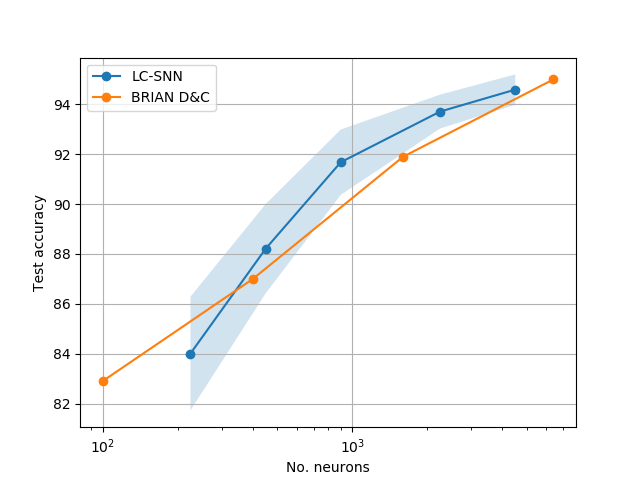 LC-SNN
BRIAN D&C
94
92
90
88
86
84
82
Test accuracy
10²
10³
No. neurons